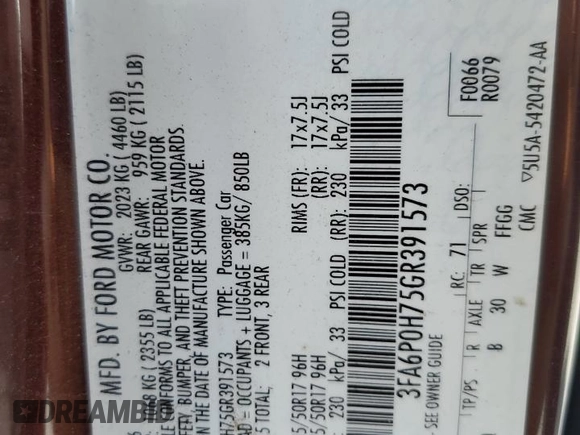 MFD. BY FORD MOTOR CO.
GVWR: 2023 KG ( 4460 LB)
KG ( 2355 LB) REAR GAWR: 959 KG ( 2115 LB)
CONFORMS TO ALL APPLICABLE FEDERAL MOTOR
BUMPER, AND THEFT PREVENTION STANDARDS.
THE DATE OF MANUFACTURE SHOWN ABOVE.
H75GR391573 TYPE: Passenger Car
= OCCUPANTS + LUGGAGE = 385KG/ 850LB
5 TOTAL: 2 FRONT, 3 REAR
5/50R17 96H RIMS (FR): 17x7.5J
5/50R17 96H (RR): 17x7.5J
230 kPa/ 33 PSI COLD (RR): 230 kPa/ 33 PSI COLD
3FA6P0H75GR391573
SEE OWNER GUIDE
F0066
R0079
RC: 71 DSO:
TP/PS R AXLE TR SPR
B 30 W FFGG
CMC ▽5U5A-5420472-AA
DREAMBID